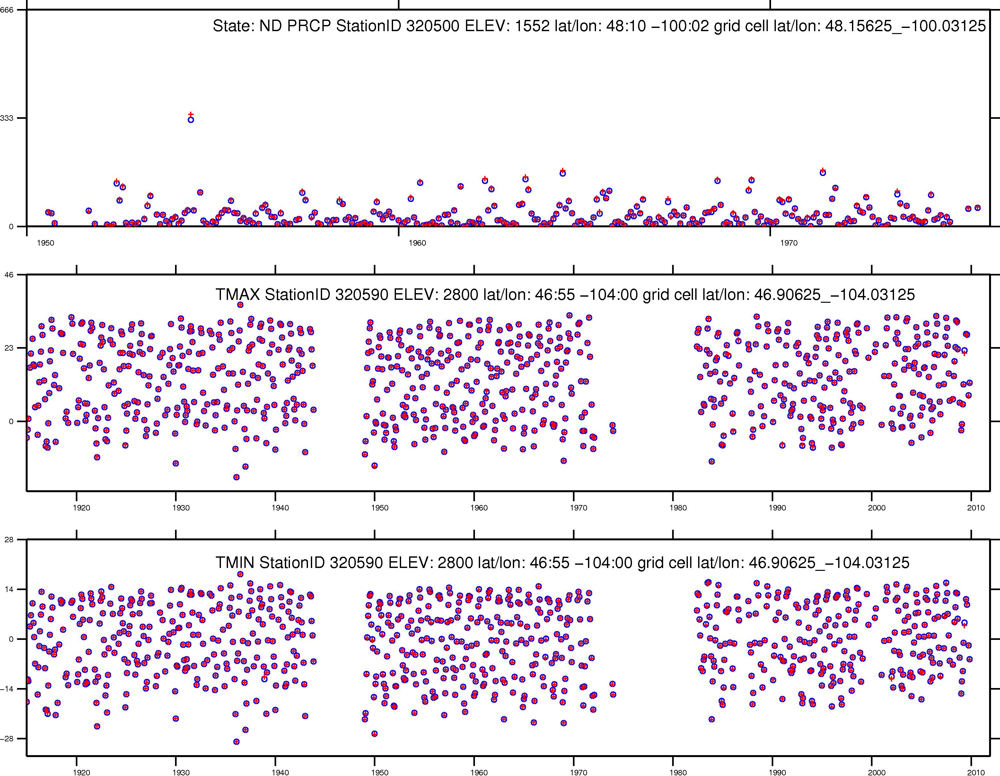 666
State: ND PRCP StationID 320500 ELEV: 1552 lat/lon: 48:10 −100:02 grid cell lat/lon: 48.15625_−100.03125
333
0
1950 1960 1970
46
TMAX StationID 320590 ELEV: 2800 lat/lon: 46:55 −104:00 grid cell lat/lon: 46.90625_−104.03125
23
0
1920 1930 1940 1950 1960 1970 1980 1990 2000 2010
28
TMIN StationID 320590 ELEV: 2800 lat/lon: 46:55 −104:00 grid cell lat/lon: 46.90625_−104.03125
14
0
−14
−28
1920 1930 1940 1950 1960 1970 1980 1990 2000 2010